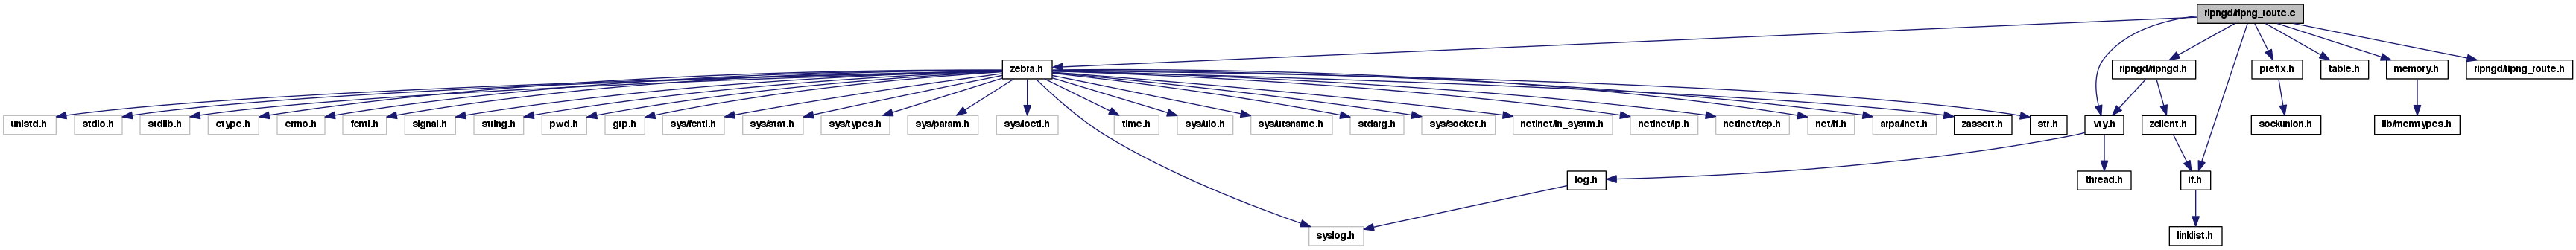 ripngd/ripng_route.c
zebra.h
ripngd/ripngd.h
prefix.h
table.h
memory.h
ripngd/ripng_route.h
unistd.h
stdio.h
stdlib.h
ctype.h
errno.h
fcntl.h
signal.h
string.h
pwd.h
grp.h
sys/fcntl.h
sys/stat.h
sys/types.h
sys/param.h
sys/ioctl.h
time.h
sys/uio.h
sys/utsname.h
stdarg.h
sys/socket.h
netinet/in_systm.h
netinet/ip.h
netinet/tcp.h
net/if.h
arpa/inet.h
zassert.h
str.h
vty.h
zclient.h
sockunion.h
lib/memtypes.h
log.h
thread.h
if.h
syslog.h
linklist.h